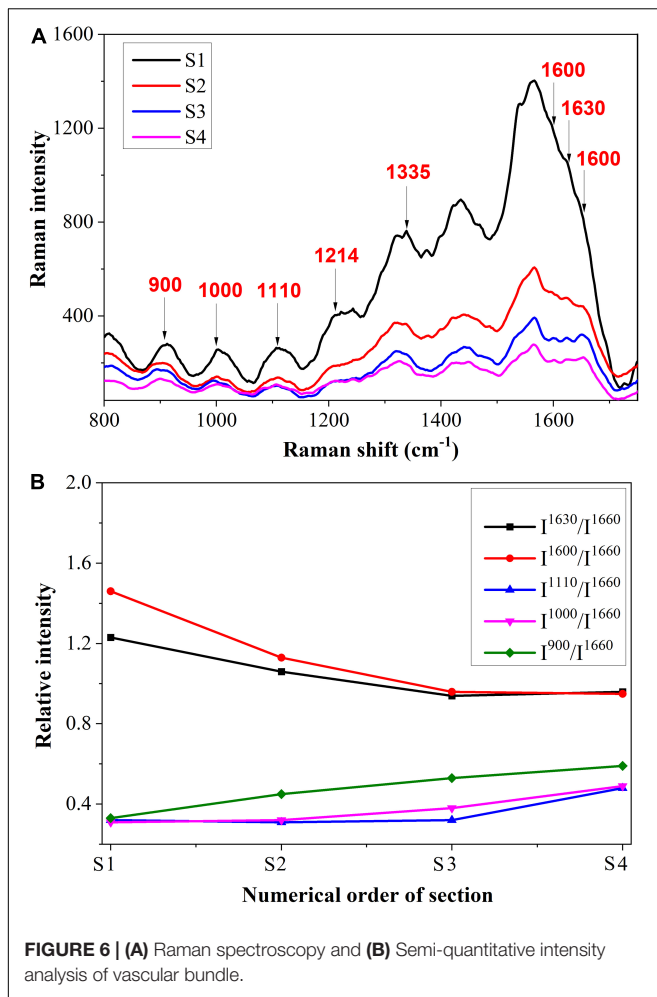 A
1600
1200
800
400
Raman intensity
S1
S2
S3
S4
900
1000
1110
1214
1335
1600
1630
1600
800
1000
1200
1400
1600
Raman shift (cm⁻¹)
B
2.0
1.6
1.2
0.8
0.4
Relative intensity
I¹⁶³⁰/I¹⁶⁶⁰
I¹⁶⁰⁰/I¹⁶⁶⁰
I¹¹¹⁰/I¹⁶⁶⁰
I¹⁰⁰⁰/I¹⁶⁶⁰
I⁹⁰⁰/I¹⁶⁶⁰
S1
S2
S3
S4
Numerical order of section
FIGURE 6 | (A) Raman spectroscopy and (B) Semi-quantitative intensity
analysis of vascular bundle.